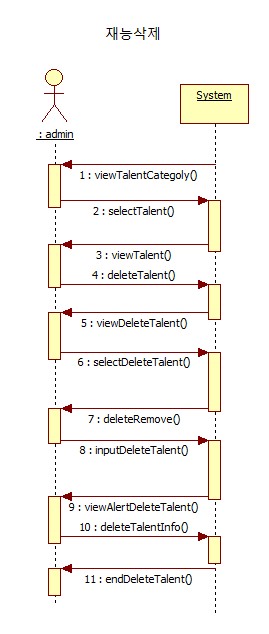 재능삭제
System
: admin
1 : viewTalentCategoly()
2 : selectTalent()
3 : viewTalent()
4 : deleteTalent()
5 : viewDeleteTalent()
6 : selectDeleteTalent()
7 : deleteRemove()
8 : inputDeleteTalent()
9 : viewAlertDeleteTalent()
10 : deleteTalentInfo()
11 : endDeleteTalent()